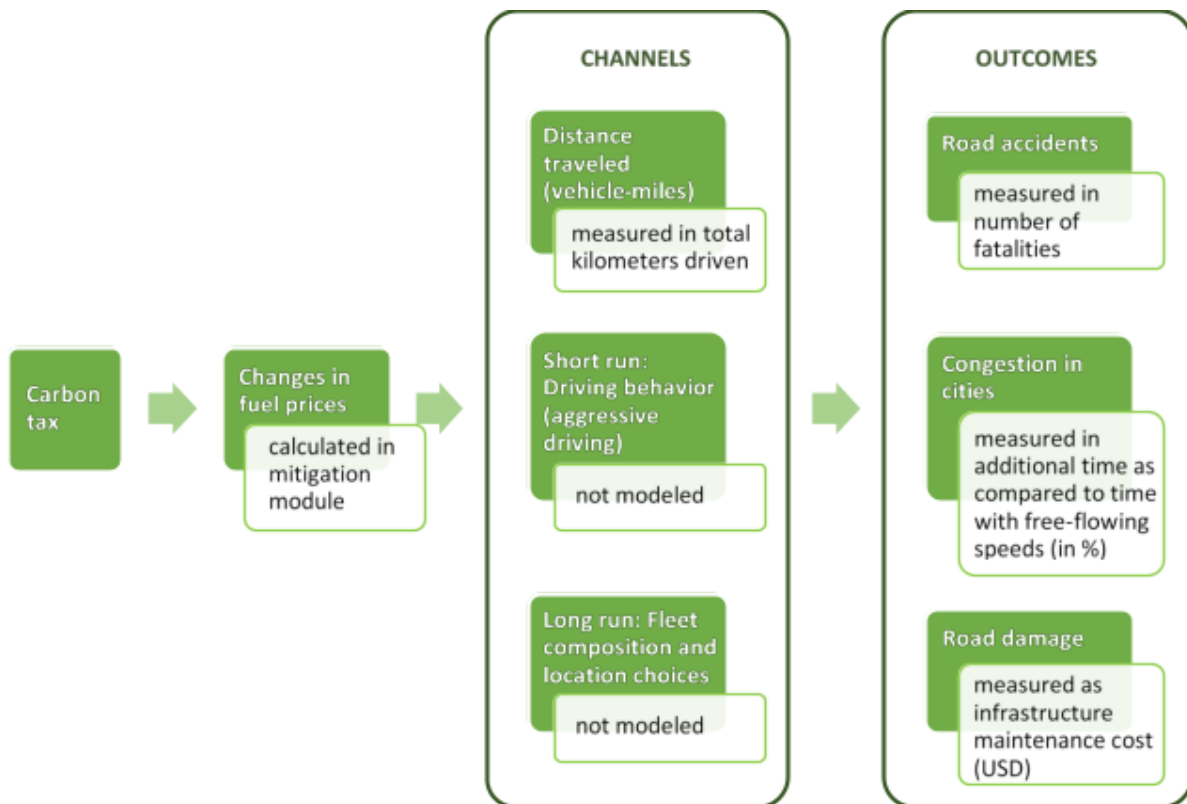 Carbon
tax
Changes in
fuel prices
calculated in
mitigation
module
CHANNELS
Distance
traveled
(vehicle-miles)
measured in total
kilometers driven
Short run:
Driving behavior
(aggressive
driving)
not modeled
Long run: Fleet
composition and
location choices
not modeled
OUTCOMES
Road accidents
measured in
number of
fatalities
Congestion in
cities
measured in
additional time as
compared to time
with free-flowing
speeds (in %)
Road damage
measured as
infrastructure
maintenance cost
(USD)